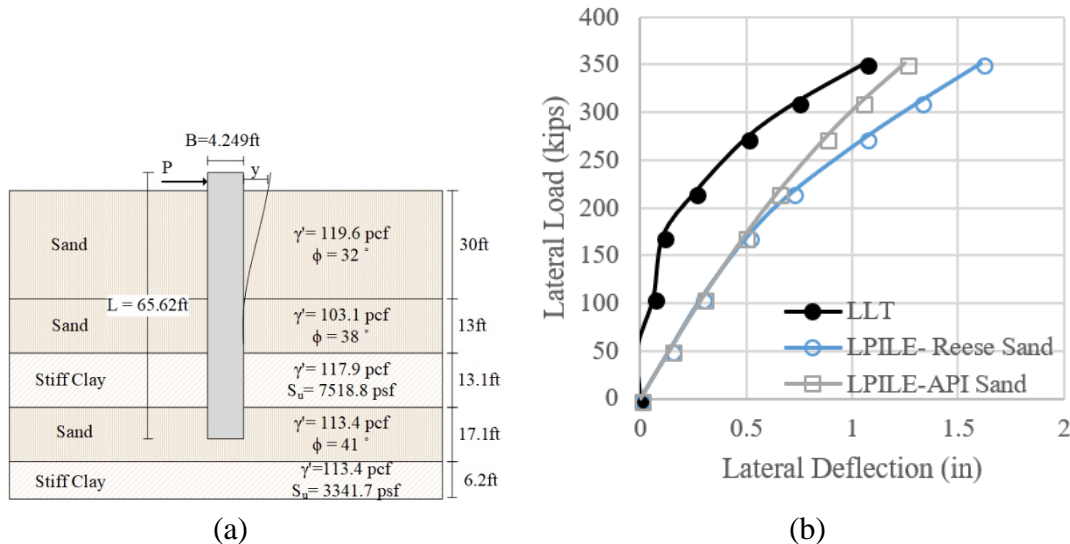 B=4.249ft
P
y
Sand
γ'= 119.6 pcf
ϕ = 32 °
30ft
L = 65.62ft
Sand
γ'= 103.1 pcf
ϕ = 38 °
13ft
Stiff Clay
γ'= 117.9 pcf
Su= 7518.8 psf
13.1ft
Sand
γ'= 113.4 pcf
ϕ = 41 °
17.1ft
Stiff Clay
γ'=113.4 pcf
Su= 3341.7 psf
6.2ft
(a)
Lateral Load (kips)
400
350
300
250
200
150
100
50
0
LLT
LPILE- Reese Sand
LPILE-API Sand
0 0.5 1 1.5 2
Lateral Deflection (in)
(b)